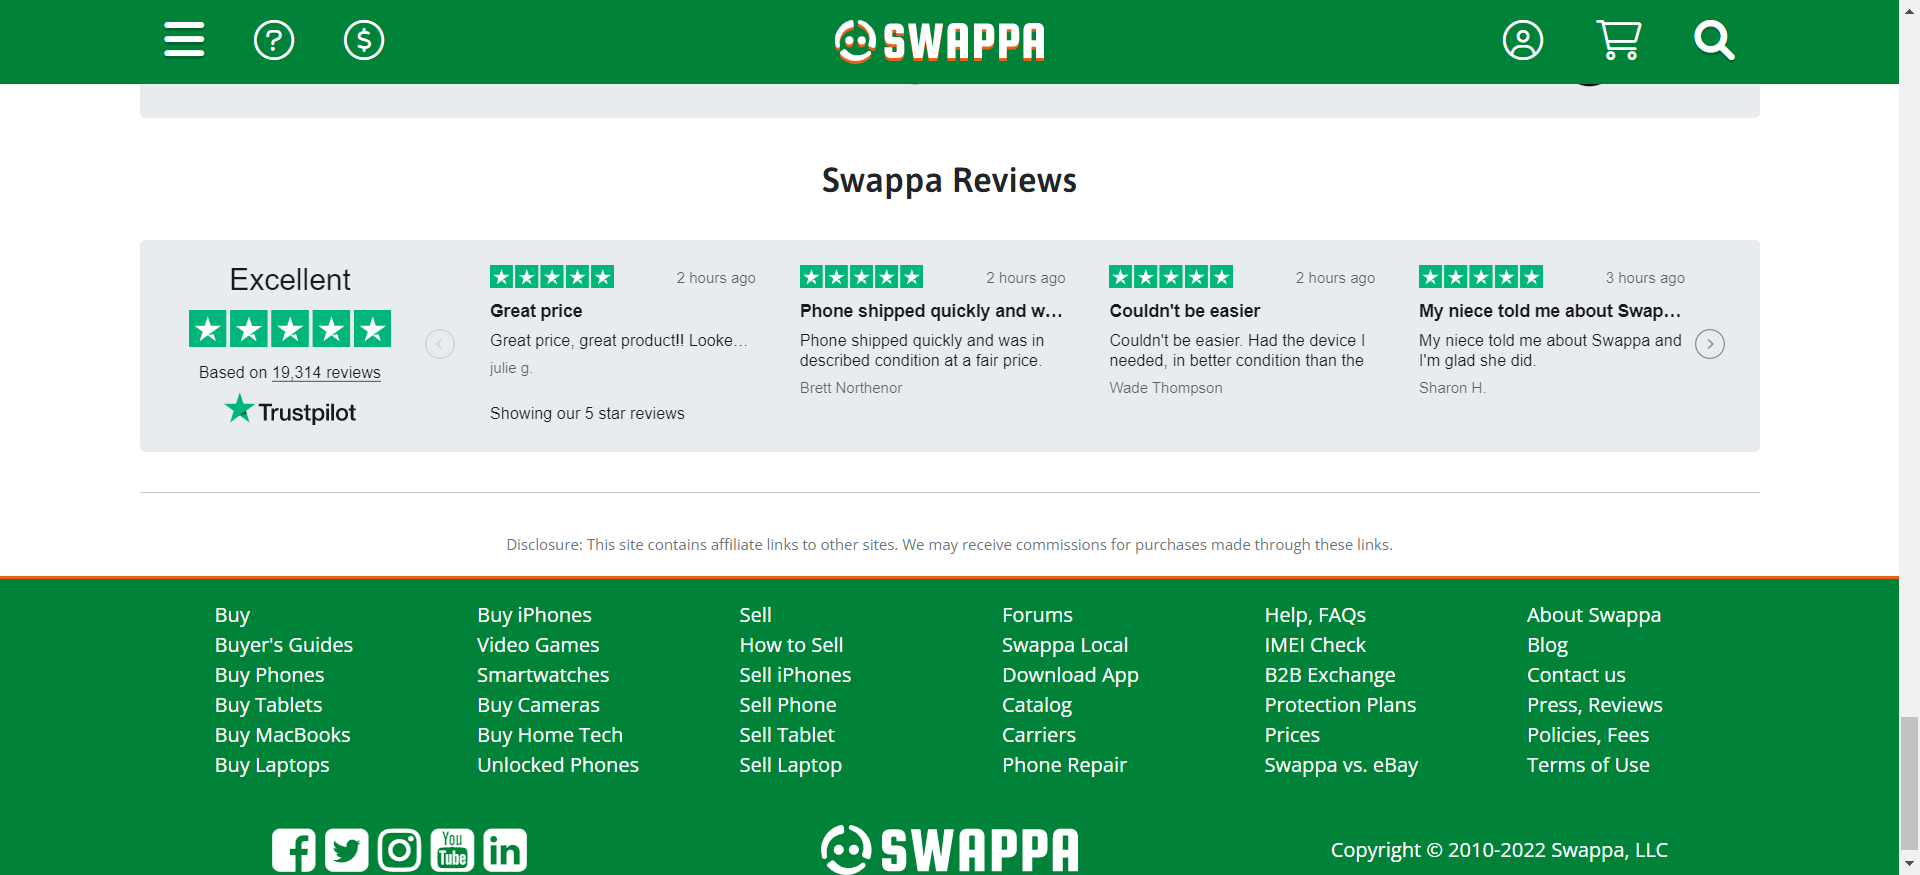 SWAPPA
Swappa Reviews
Excellent
Based on 19,314 reviews
Trustpilot
2 hours ago
Great price
Great price, great product!! Looke...
julie g.
Showing our 5 star reviews
2 hours ago
Phone shipped quickly and w...
Phone shipped quickly and was in
described condition at a fair price.
Brett Northenor
2 hours ago
Couldn't be easier
Couldn't be easier. Had the device I
needed, in better condition than the
Wade Thompson
3 hours ago
My niece told me about Swap...
My niece told me about Swappa and
I'm glad she did.
Sharon H.
Disclosure: This site contains affiliate links to other sites. We may receive commissions for purchases made through these links.
Buy
Buyer's Guides
Buy Phones
Buy Tablets
Buy MacBooks
Buy Laptops
Buy iPhones
Video Games
Smartwatches
Buy Cameras
Buy Home Tech
Unlocked Phones
Sell
How to Sell
Sell iPhones
Sell Phone
Sell Tablet
Sell Laptop
Forums
Swappa Local
Download App
Catalog
Carriers
Phone Repair
Help, FAQs
IMEI Check
B2B Exchange
Protection Plans
Prices
Swappa vs. eBay
About Swappa
Blog
Contact us
Press, Reviews
Policies, Fees
Terms of Use
You
Tube
in
SWAPPA
Copyright © 2010-2022 Swappa, LLC